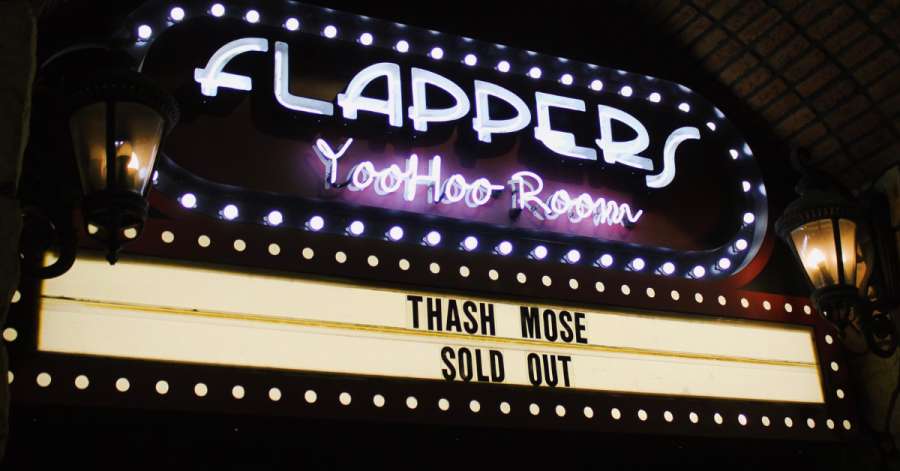 FLAPPERS
YooHoo Room
THASH MOSE
SOLD OUT